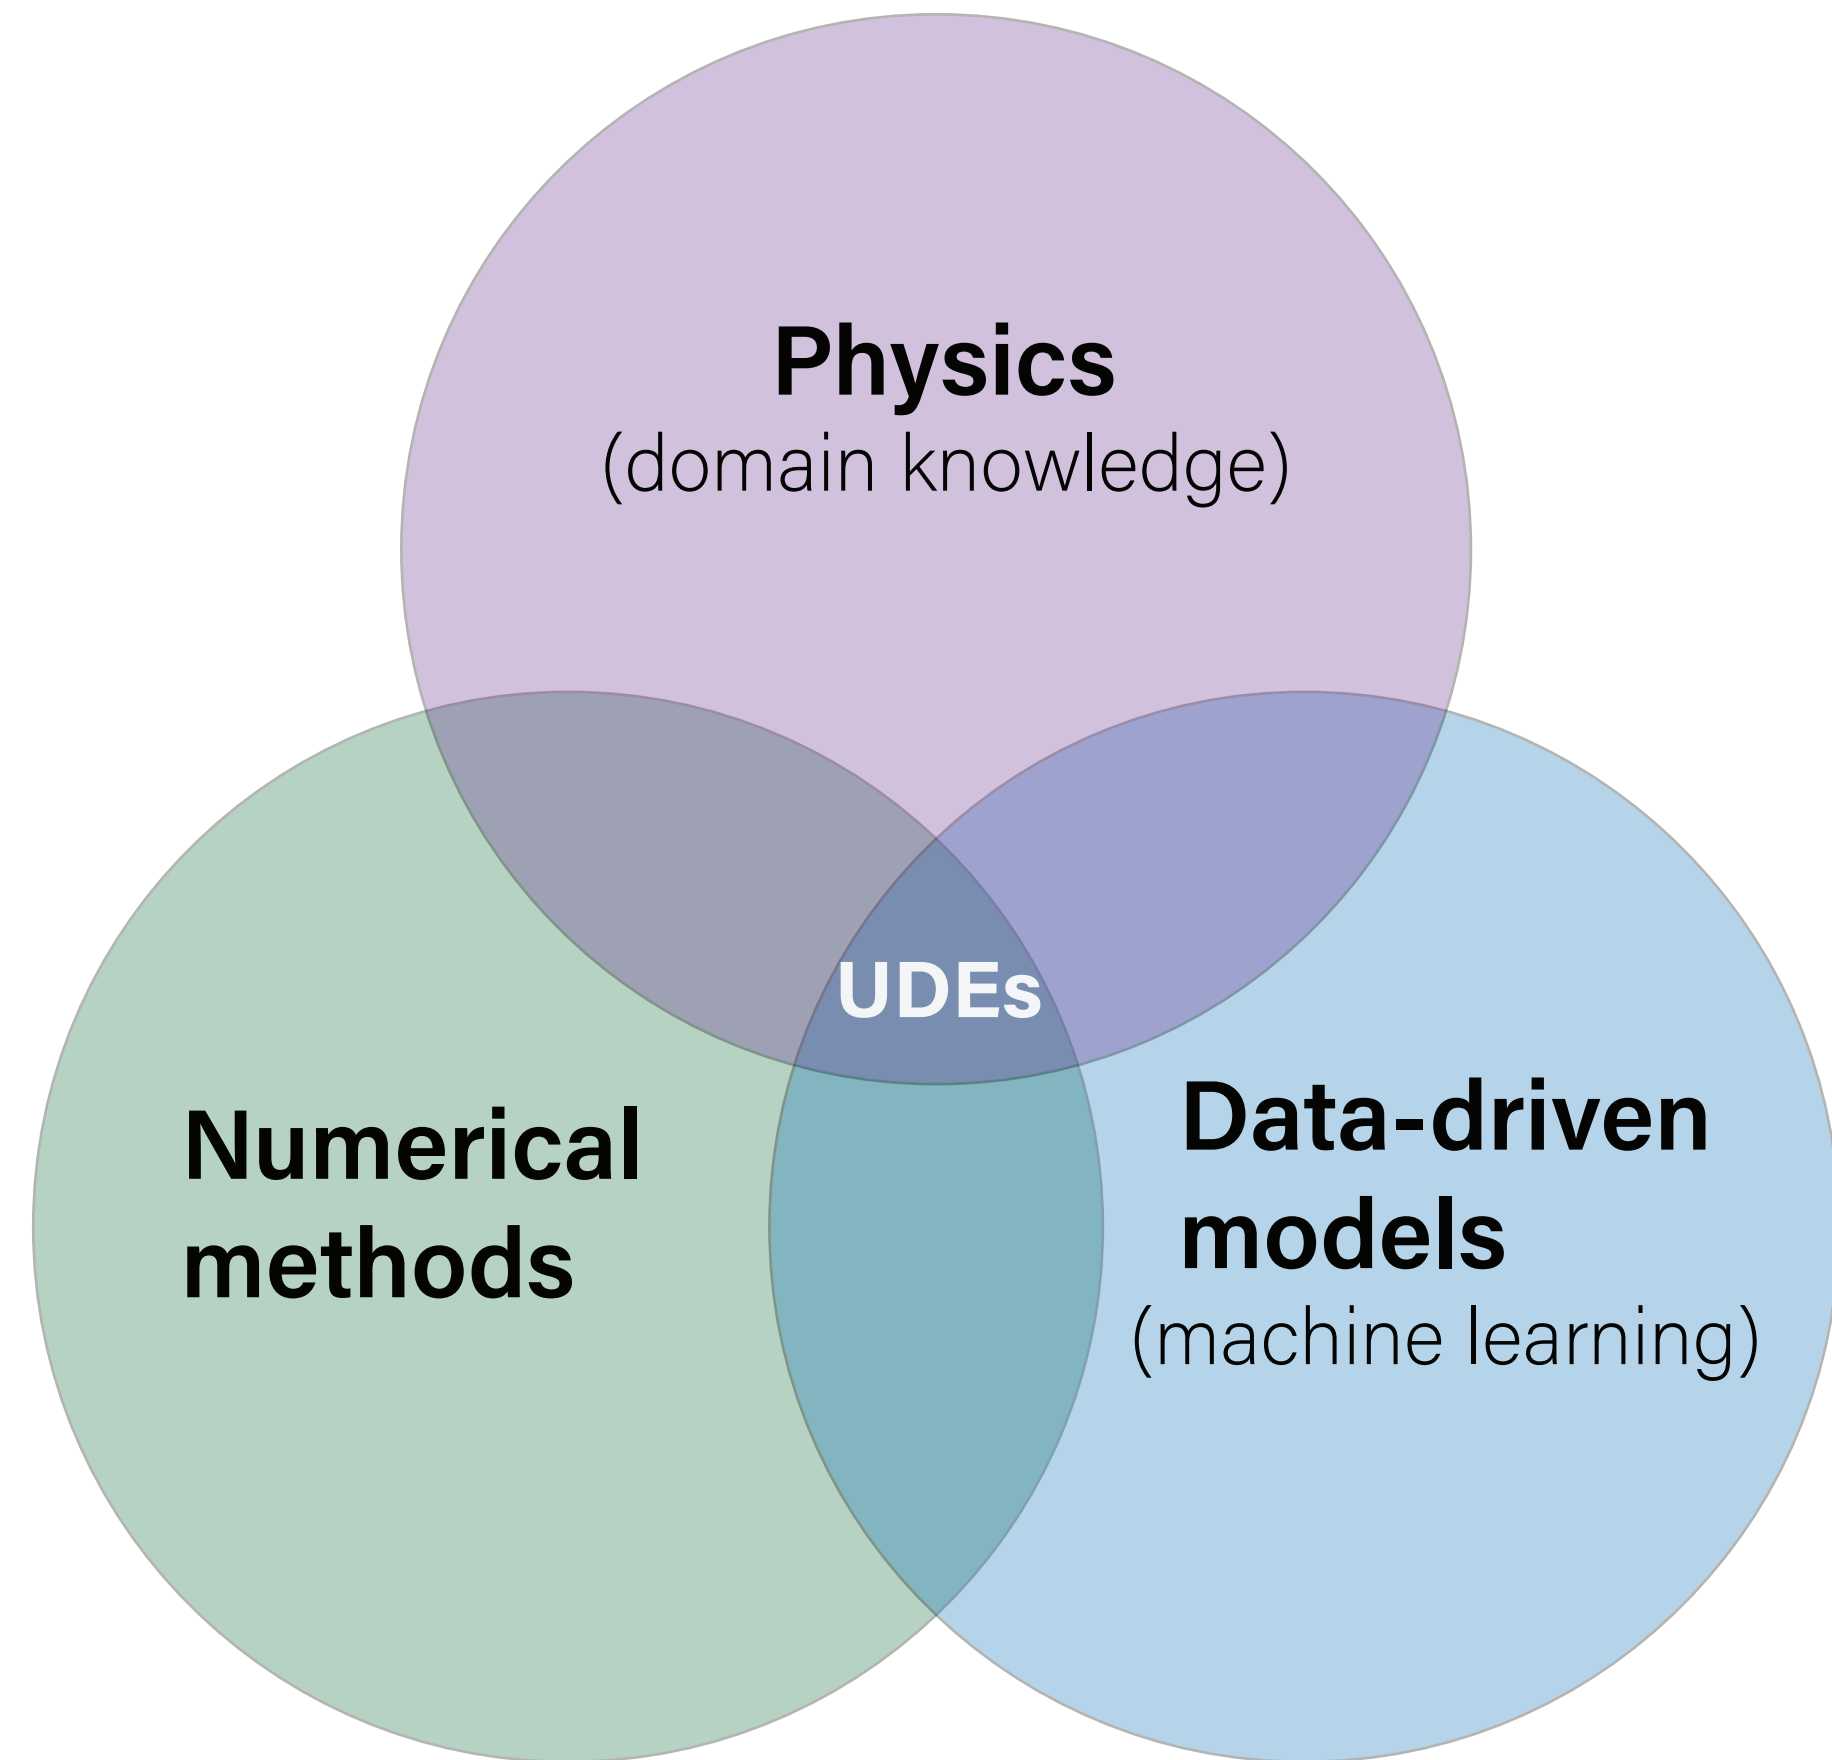 Physics
(domain knowledge)
UDEs
Numerical
methods
Data-driven
models
(machine learning)